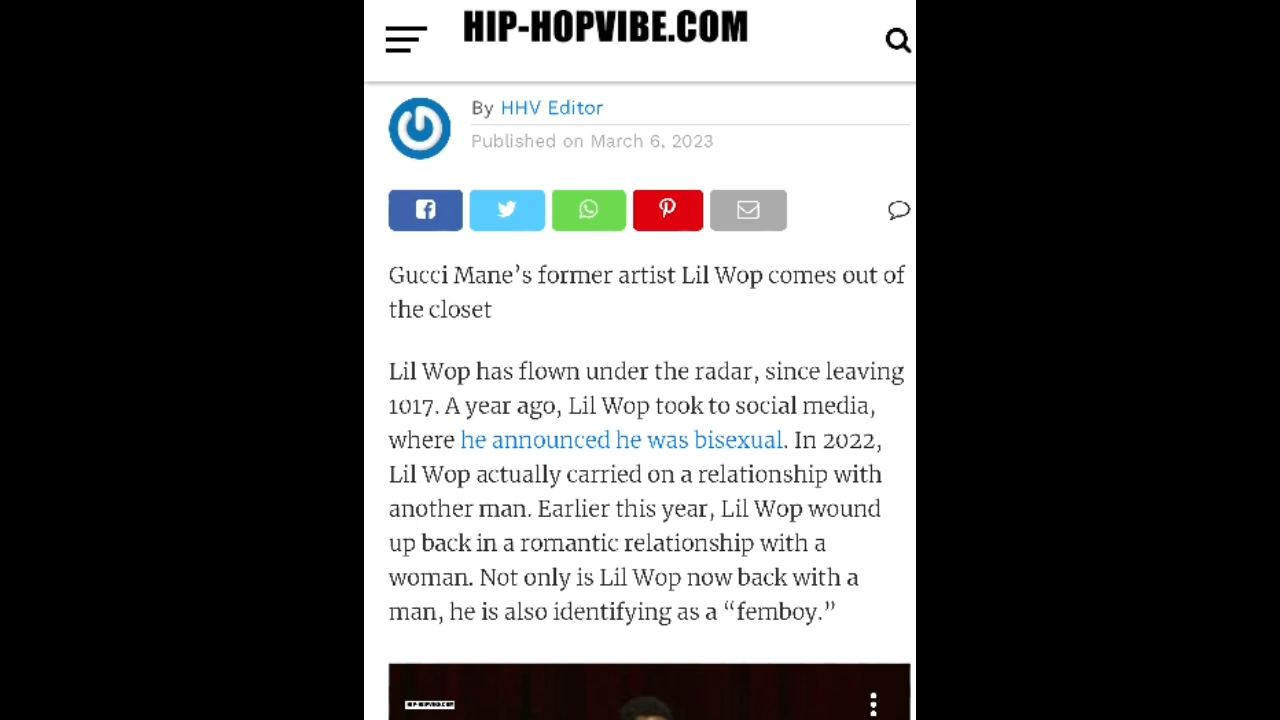 HIP-HOPVIBE.COM
By HHV Editor
Published on March 6, 2023
Gucci Mane’s former artist Lil Wop comes out of
the closet
Lil Wop has flown under the radar, since leaving
1017. A year ago, Lil Wop took to social media,
where he announced he was bisexual. In 2022,
Lil Wop actually carried on a relationship with
another man. Earlier this year, Lil Wop wound
up back in a romantic relationship with a
woman. Not only is Lil Wop now back with a
man, he is also identifying as a “femboy.”
HIP-HOPVIBE.COM